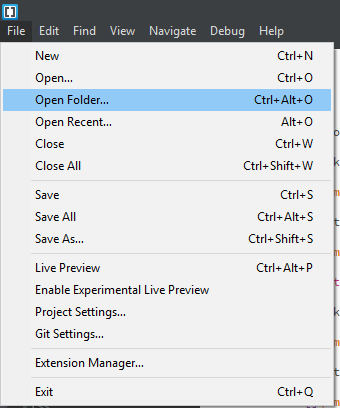 File Edit Find View Navigate Debug Help
New Ctrl+N
Open... Ctrl+O
Open Folder... Ctrl+Alt+O
Open Recent... Alt+O
Close Ctrl+W
Close All Ctrl+Shift+W
Save Ctrl+S
Save All Ctrl+Alt+S
Save As... Ctrl+Shift+S
Live Preview Ctrl+Alt+P
Enable Experimental Live Preview
Project Settings...
Git Settings...
Extension Manager...
Exit Ctrl+Q